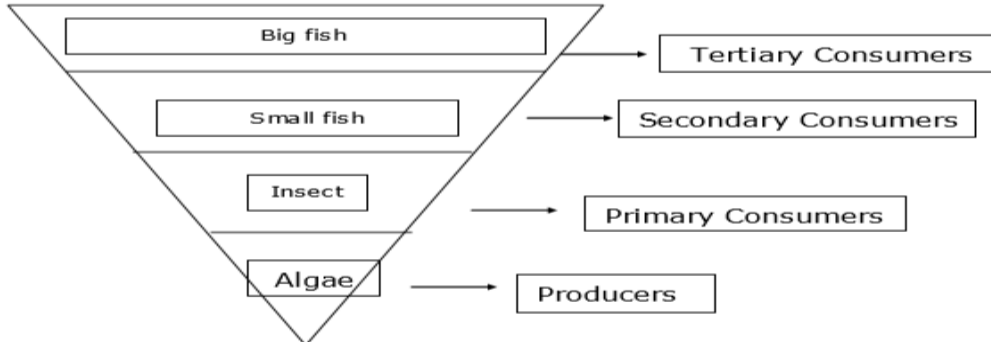 Big fish
Tertiary Consumers
Small fish
Secondary Consumers
Insect
Primary Consumers
Algae
Producers